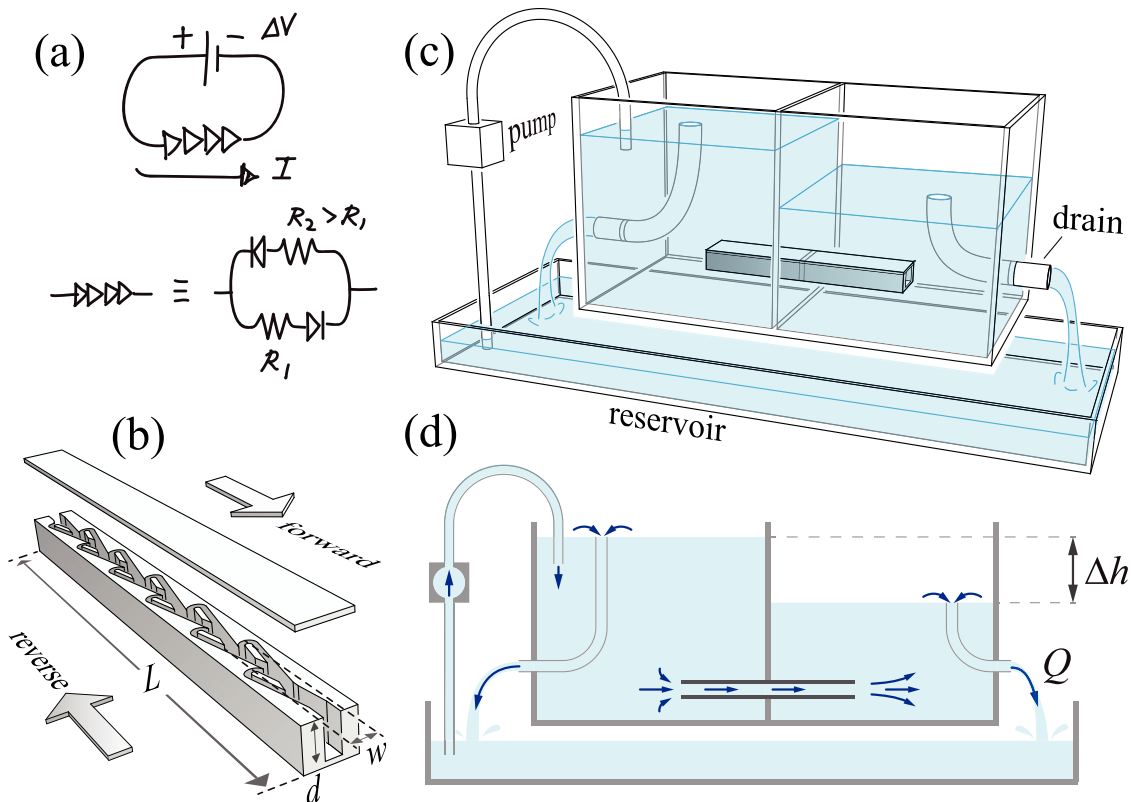 (a)
+ - ΔV
I
R₂ > R₁
≡
R₁
(b)
forward
reverse
L
d
w
(c)
pump
drain
reservoir
(d)
Δh
Q